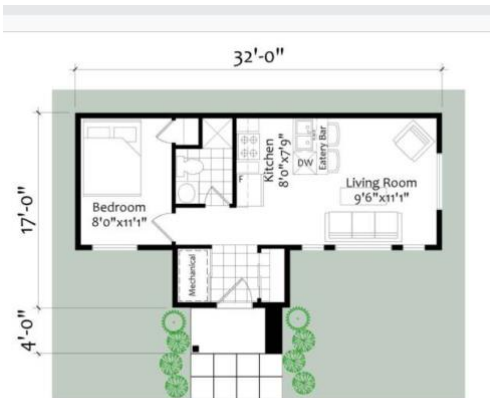 32'-0"
17'-0"
4'-0"
Bedroom
8'0"x11'1"
Kitchen
8'0"x7'9"
F
DW
Eatery Bar
Living Room
9'6"x11'1"
Mechanical